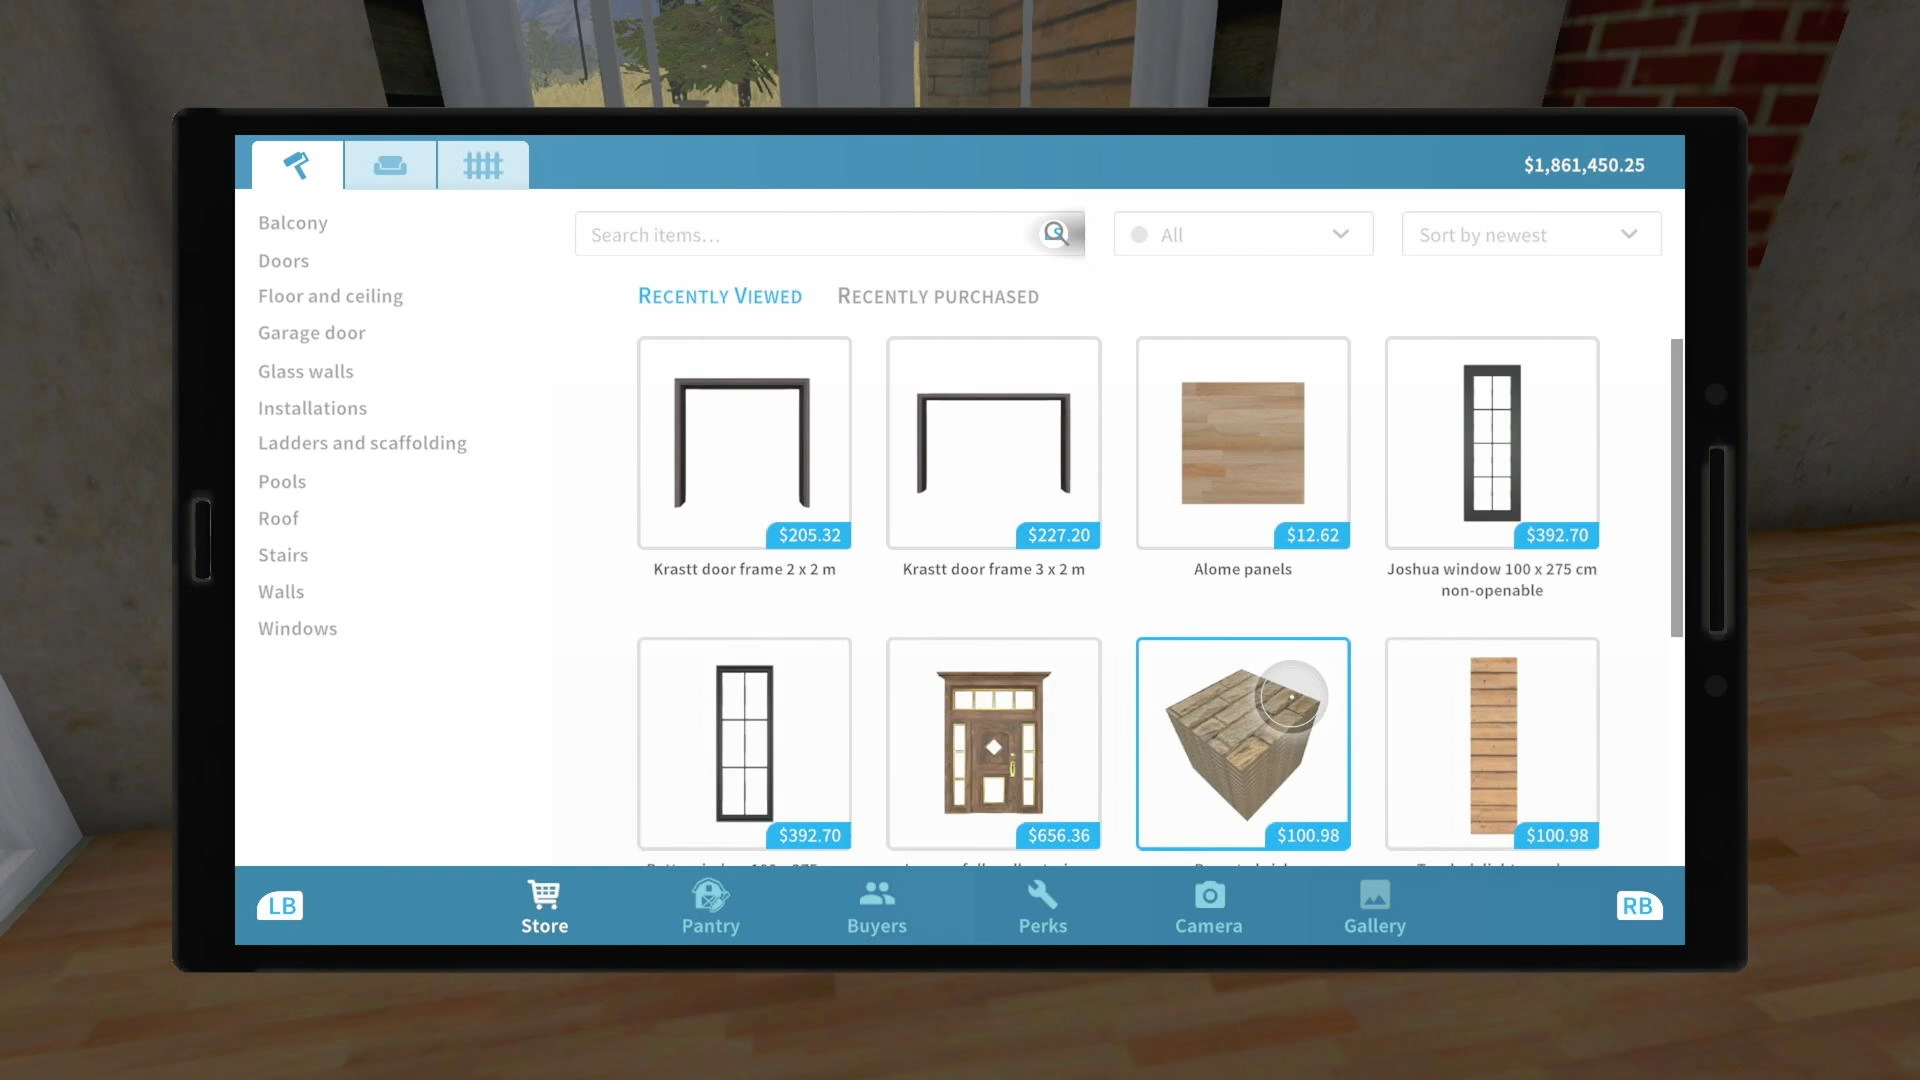 $1,861,450.25
Balcony
Doors
Floor and ceiling
Garage door
Glass walls
Installations
Ladders and scaffolding
Pools
Roof
Stairs
Walls
Windows
Search items...
All
Sort by newest
RECENTLY VIEWED
RECENTLY PURCHASED
$205.32
$227.20
$12.62
$392.70
Krastt door frame 2 x 2 m
Krastt door frame 3 x 2 m
Alome panels
Joshua window 100 x 275 cm
non-openable
$392.70
$656.36
$100.98
$100.98
LB
Store
Pantry
Buyers
Perks
Camera
Gallery
RB